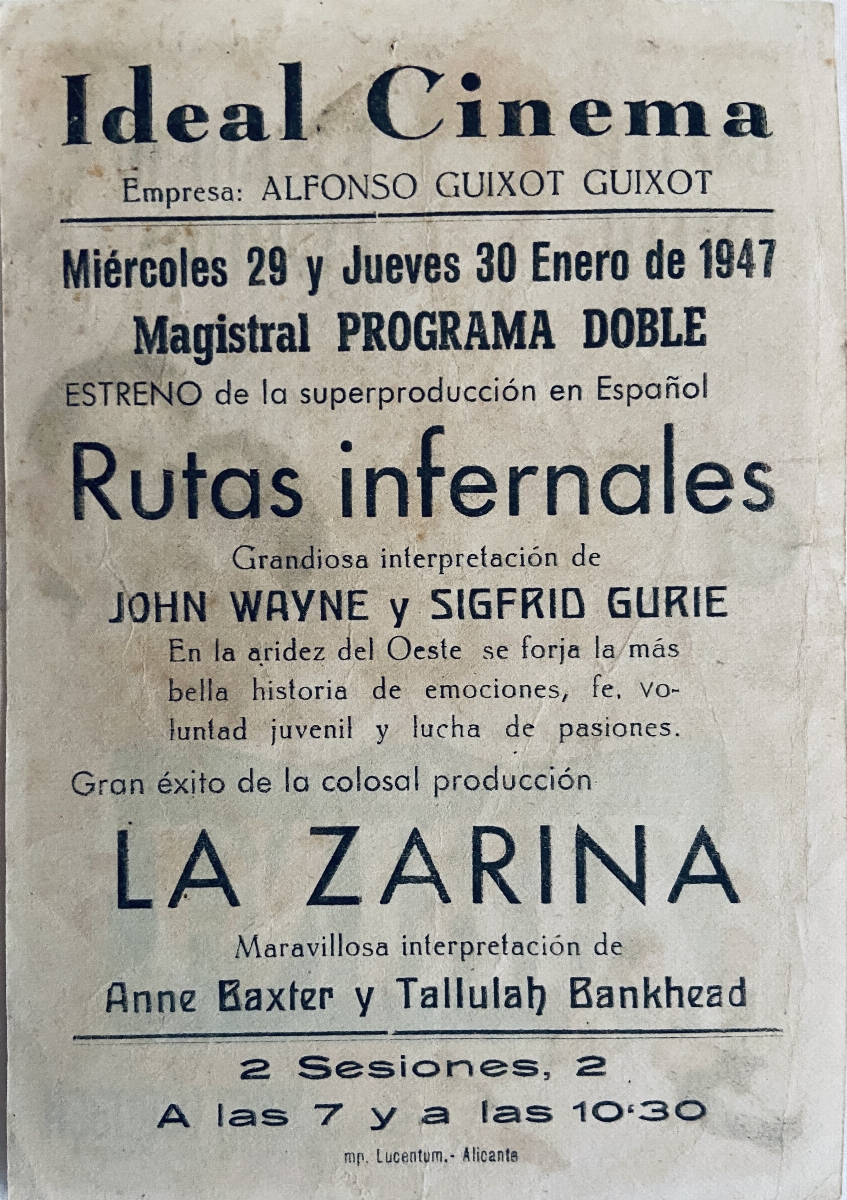 Ideal Cinema
Empresa: ALFONSO GUIXOT GUIXOT
Miércoles 29 y Jueves 30 Enero de 1947
Magistral PROGRAMA DOBLE
ESTRENO de la superproducción en Español
Rutas infernales
Grandiosa interpretación de
JOHN WAYNE y SIGFRID GURIE
En la aridez del Oeste se forja la más
bella historia de emociones, fe, vo-
luntad juvenil y lucha de pasiones.
Gran éxito de la colosal producción
LA ZARINA
Maravillosa interpretación de
Anne Baxter y Tallulah Bankhead
2 Sesiones, 2
A las 7 y a las 10'30
mp. Lucentum.- Alicante